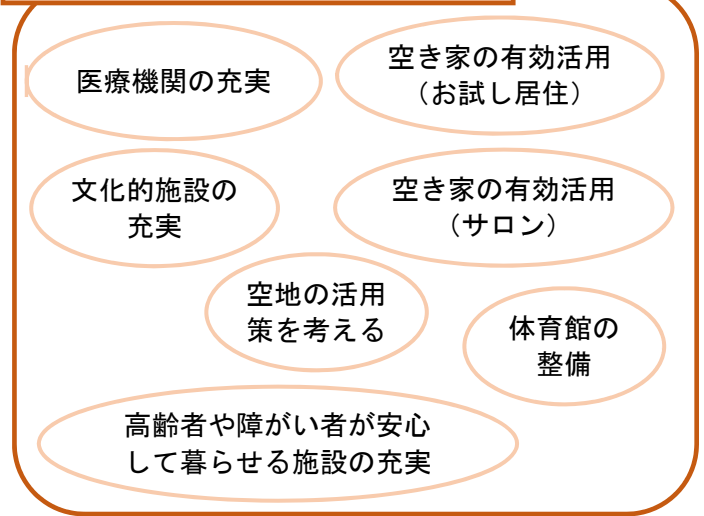 医療機関の充実
空き家の有効活用
（お試し居住）
文化的施設の
充実
空き家の有効活用
（サロン）
空地の活用
策を考える
体育館の
整備
高齢者や障がい者が安心
して暮らせる施設の充実